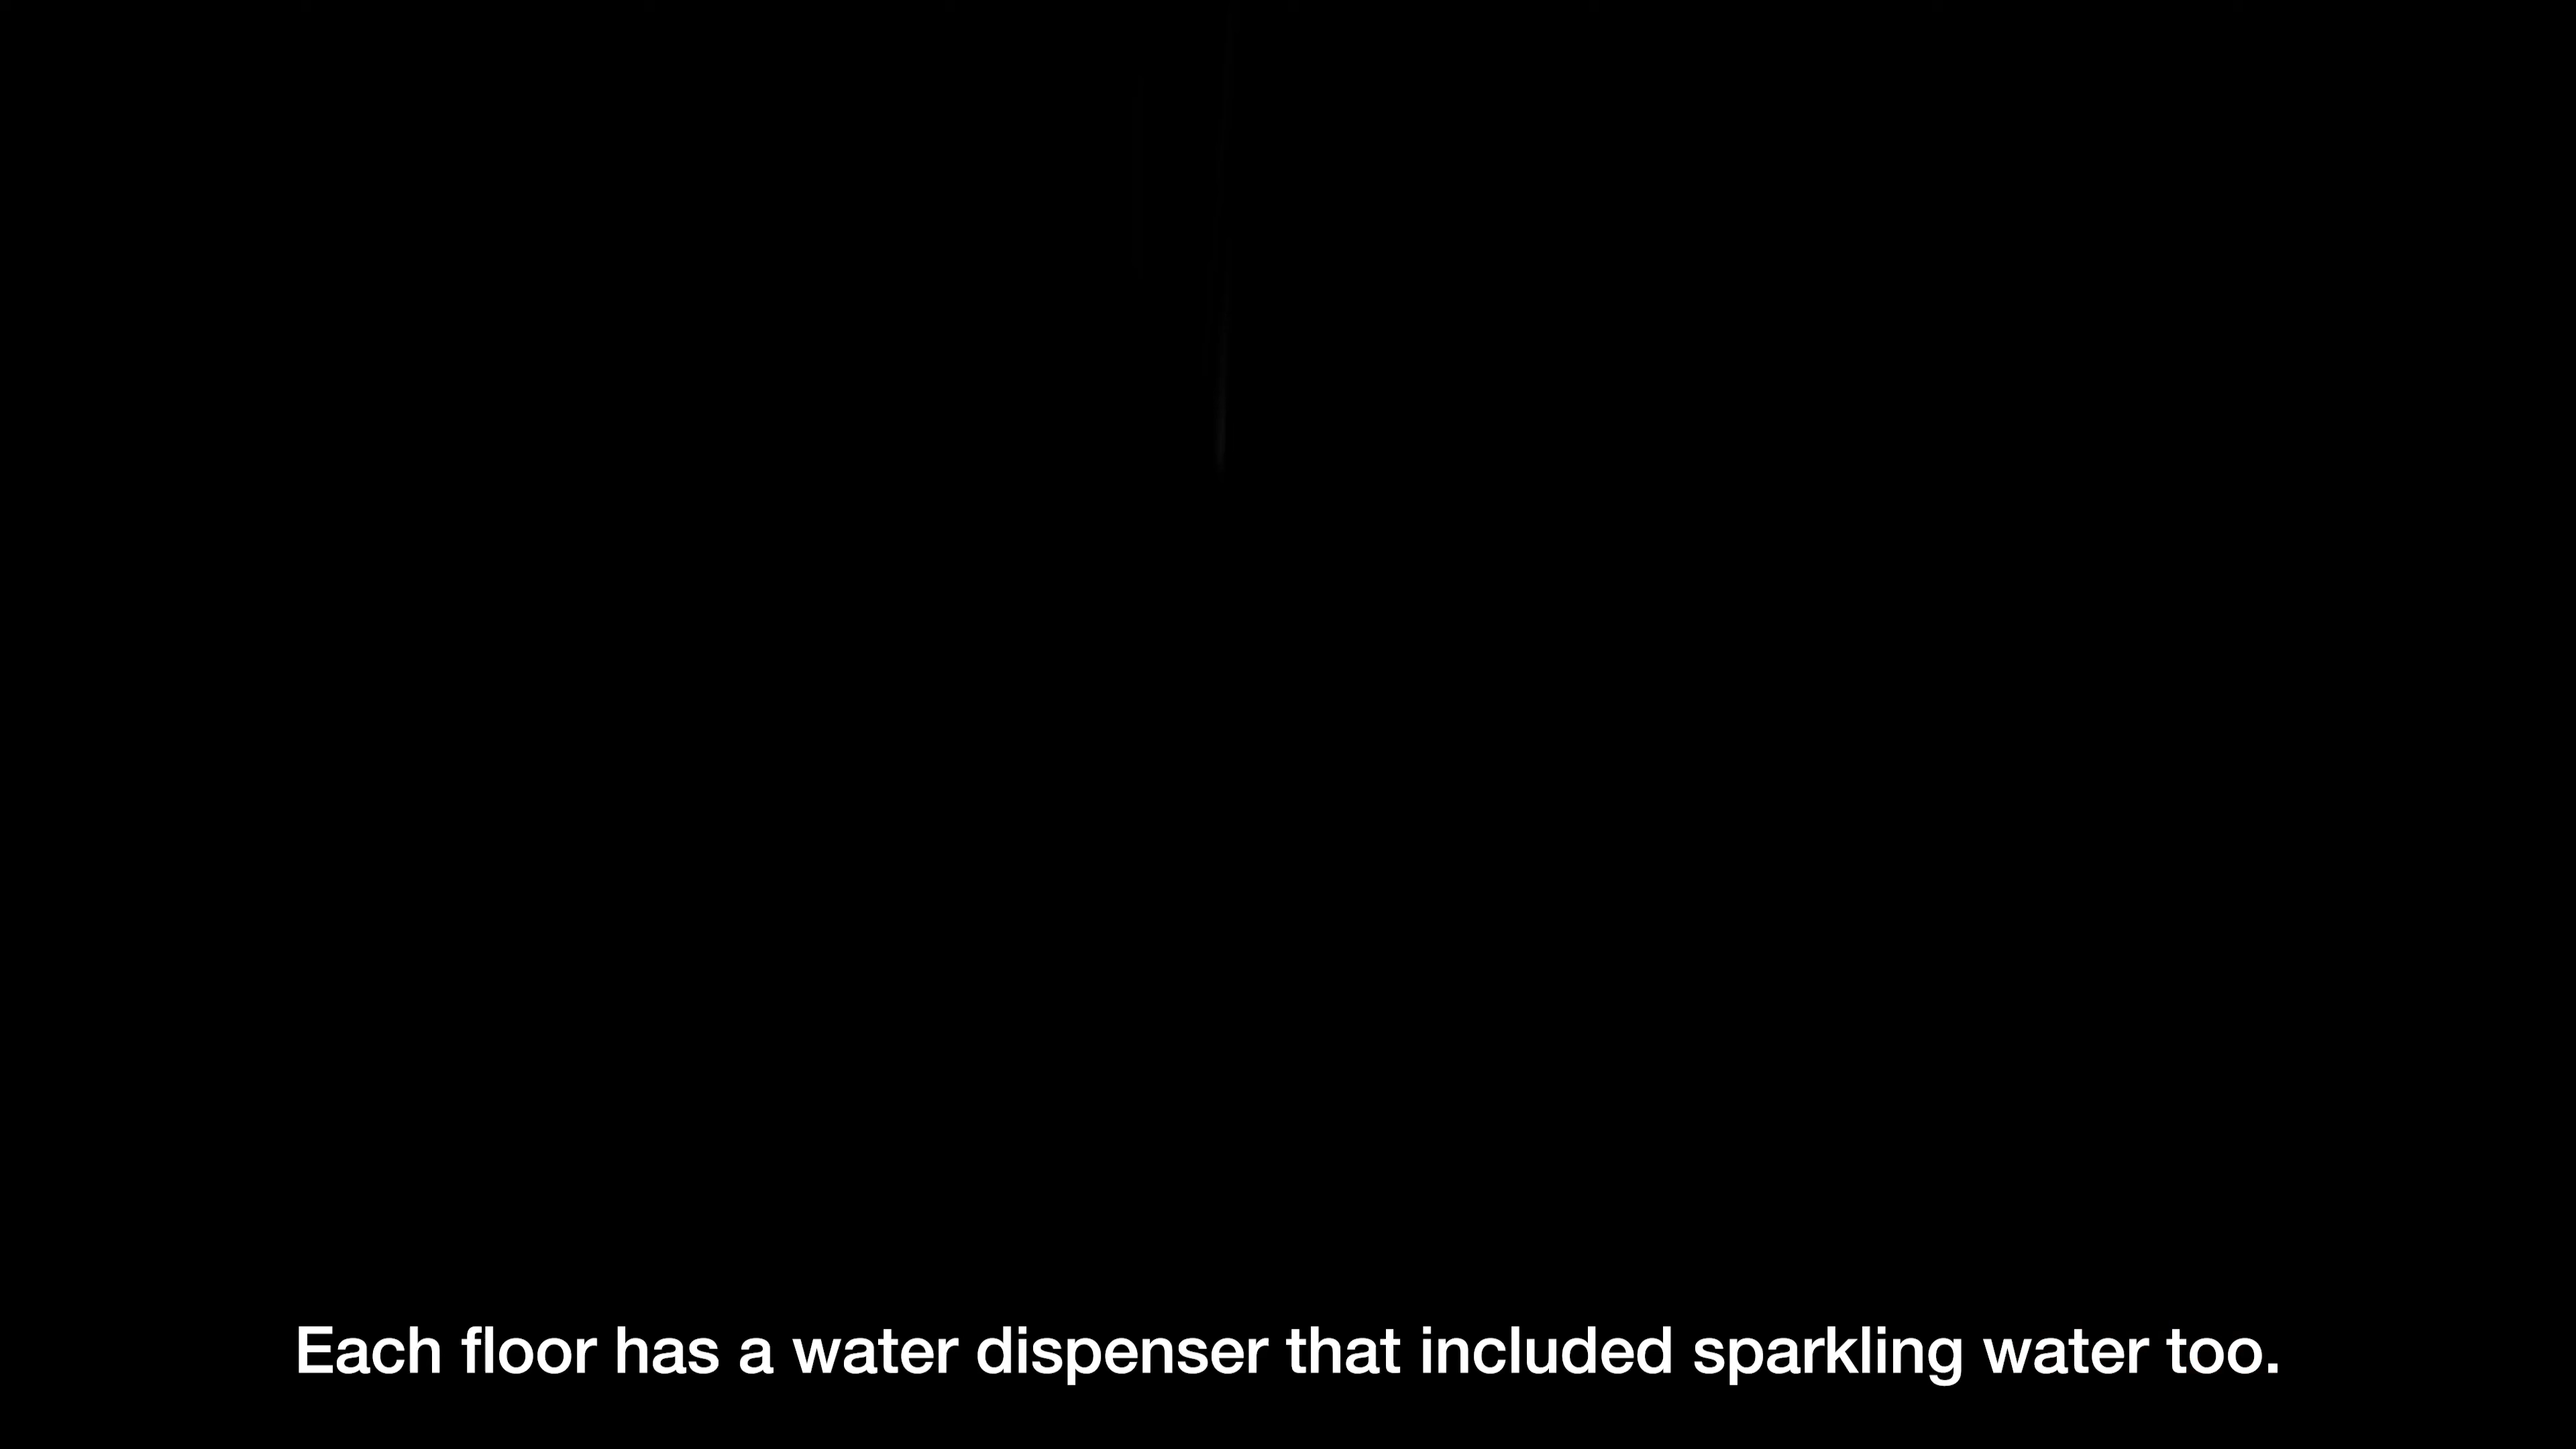 Each floor has a water dispenser that included sparkling water too.